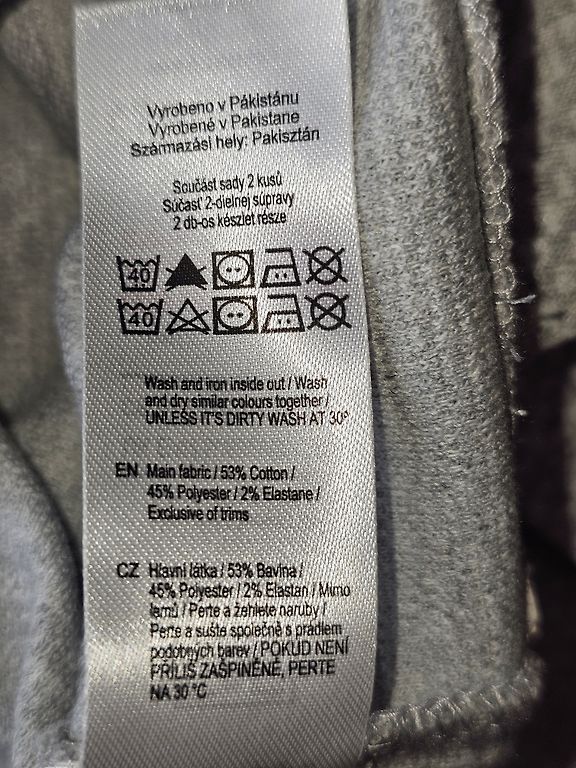 Vyrobeno v Pákistánu
Vyrobené v Pakistane
Származási hely: Pakisztán
Součást sady 2 kusů
Súčasť 2-dielnej súpravy
2 db-os készlet része
40
40
Wash and iron inside out / Wash
and dry similar colours together /
UNLESS IT'S DIRTY WASH AT 30°
EN Main fabric / 53% Cotton /
45% Polyester / 2% Elastane /
Exclusive of trims
CZ Hlavní látka / 53% Bavlna /
45% Polyester / 2% Elastan / Mimo
lemů / Perte a žehlete naruby /
Perte a sušte společně s prádlem
podobných barev / POKUD NENÍ
PŘÍLIŠ ZAŠPINĚNÉ, PERTE
NA 30 °C